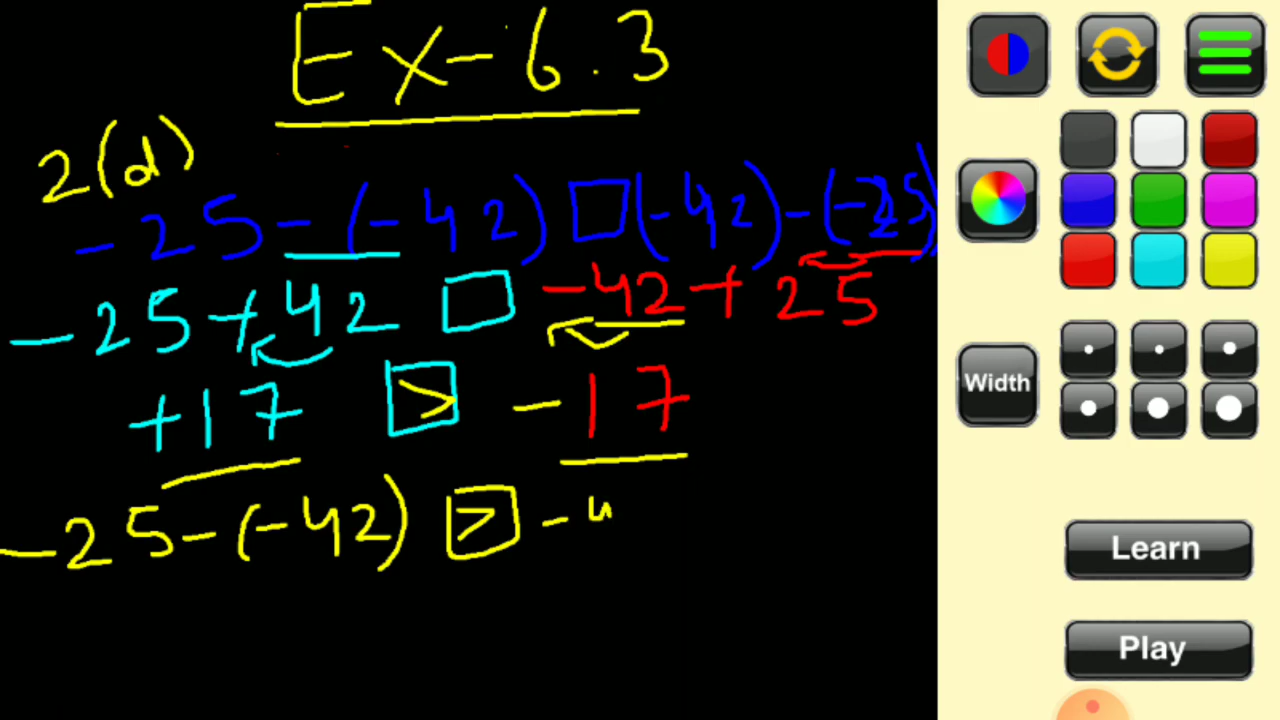 Ex-6.3
2(d)
-25-(-42) □ (-42)-(-25)
-25+42 □ -42+25
+17 > -17
-25-(-42) > -4
Width
Learn
Play